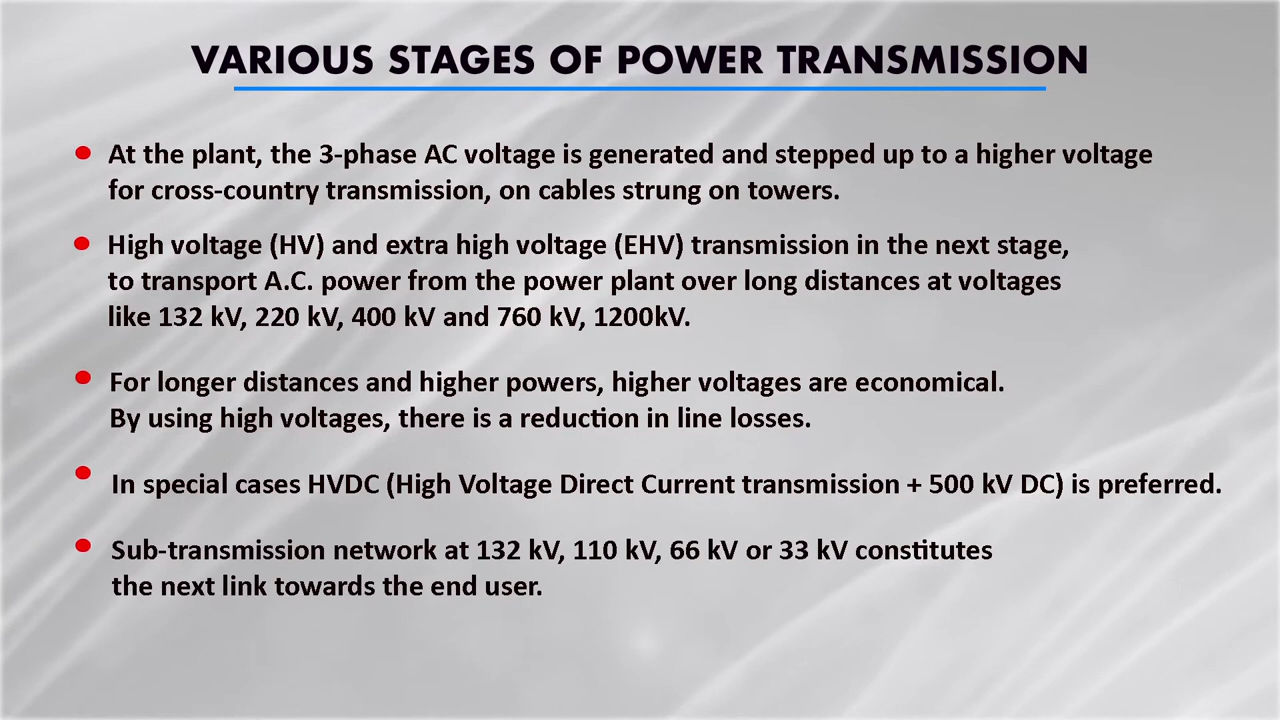 VARIOUS STAGES OF POWER TRANSMISSION
At the plant, the 3-phase AC voltage is generated and stepped up to a higher voltage
for cross-country transmission, on cables strung on towers.
High voltage (HV) and extra high voltage (EHV) transmission in the next stage,
to transport A.C. power from the power plant over long distances at voltages
like 132 kV, 220 kV, 400 kV and 760 kV, 1200kV.
For longer distances and higher powers, higher voltages are economical.
By using high voltages, there is a reduction in line losses.
In special cases HVDC (High Voltage Direct Current transmission + 500 kV DC) is preferred.
Sub-transmission network at 132 kV, 110 kV, 66 kV or 33 kV constitutes
the next link towards the end user.